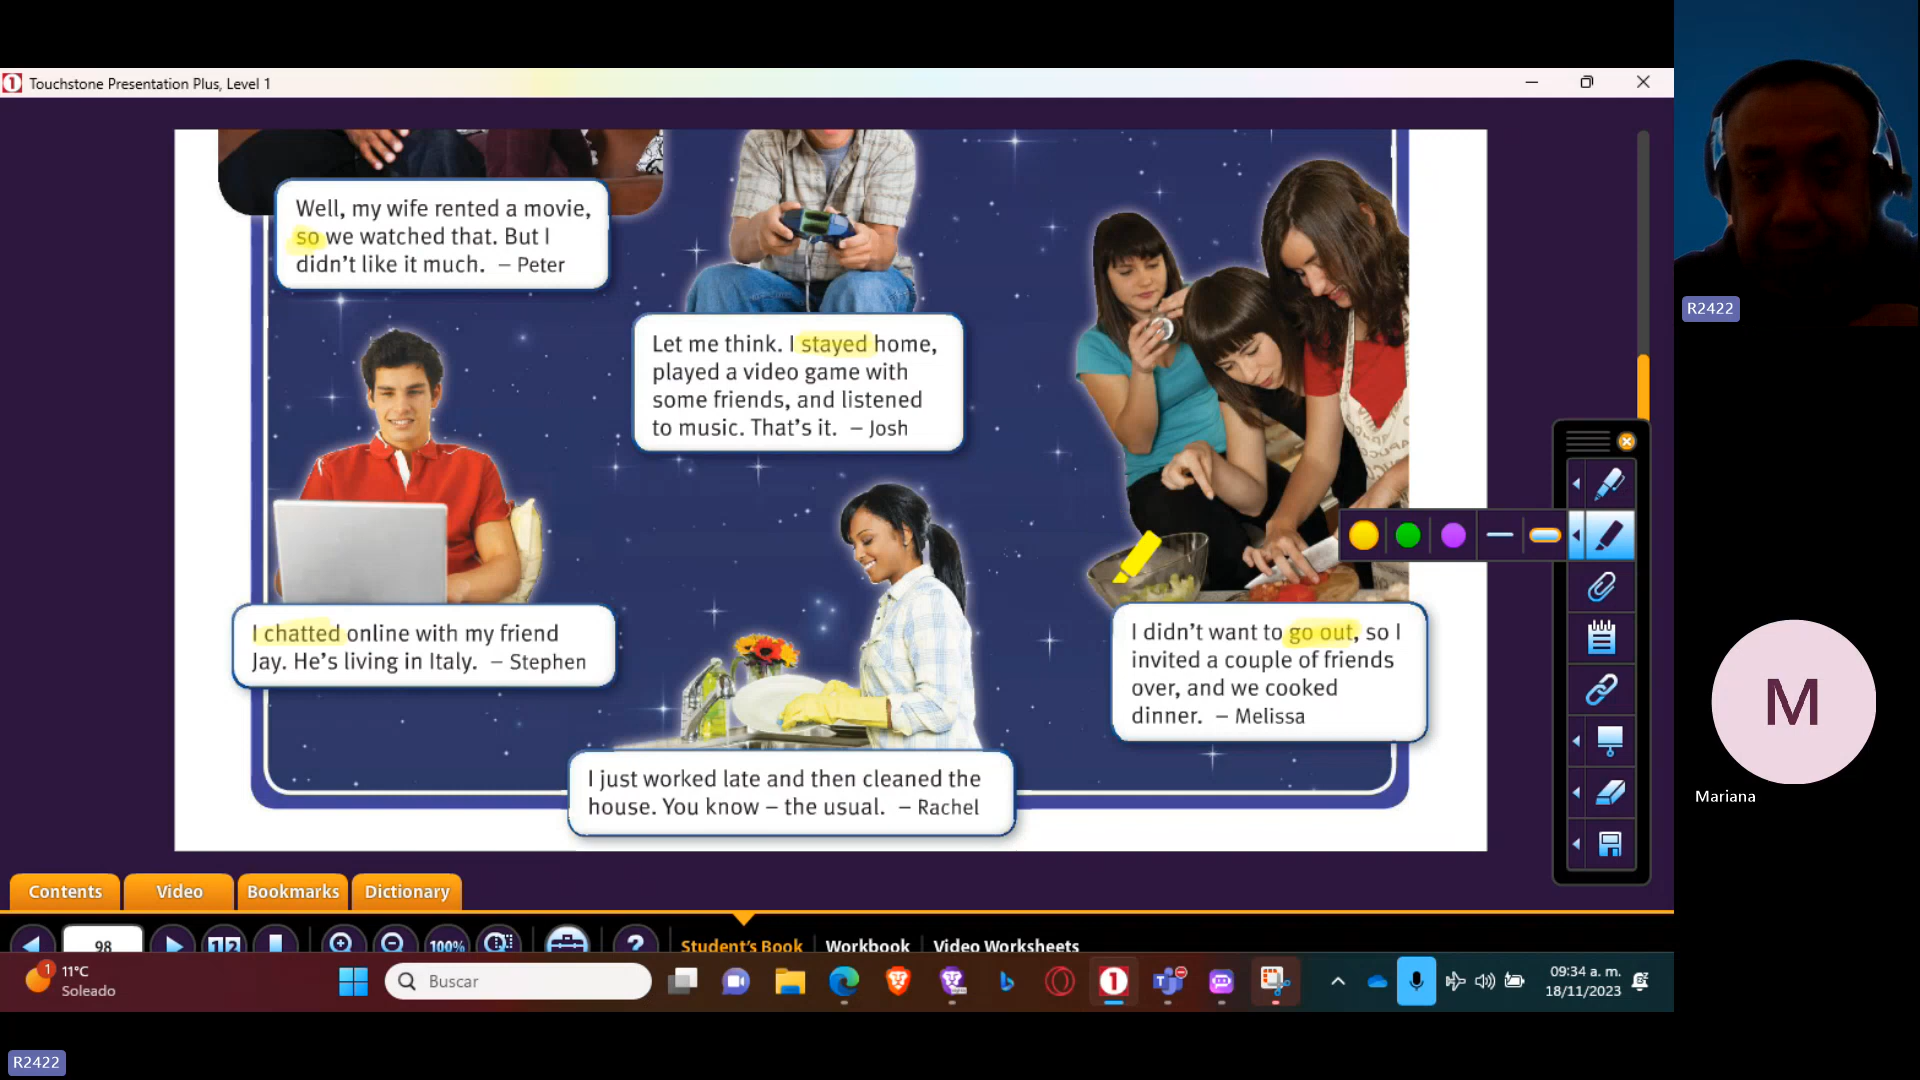 Touchstone Presentation Plus, Level 1
Well, my wife rented a movie,
so we watched that. But I
didn't like it much. – Peter
Let me think. I stayed home,
played a video game with
some friends, and listened
to music. That's it. – Josh
I chatted online with my friend
Jay. He's living in Italy. – Stephen
I didn't want to go out, so I
invited a couple of friends
over, and we cooked
dinner. – Melissa
I just worked late and then cleaned the
house. You know – the usual. – Rachel
R2422
M
Mariana
Contents Video Bookmarks Dictionary
98 12 100% ? Student's Book Workbook Video Worksheets
1 11°C
Soleado
Buscar
09:34 a. m.
18/11/2023
R2422